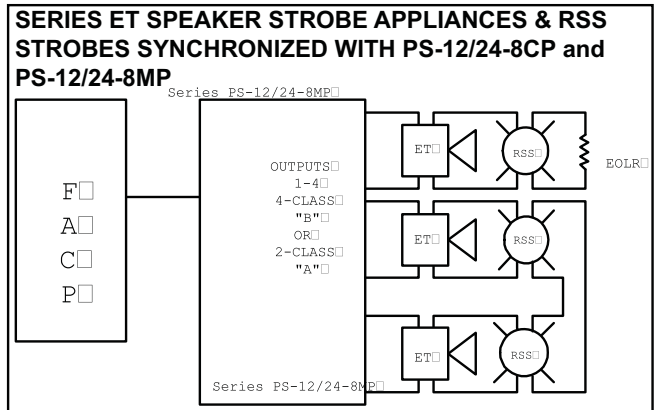 SERIES ET SPEAKER STROBE APPLIANCES & RSS
STROBES SYNCHRONIZED WITH PS-12/24-8CP and
PS-12/24-8MP
Series PS-12/24-8MP□
F□
A□
C□
P□
OUTPUTS□
1-4□
4-CLASS□
"B"□
OR□
2-CLASS□
"A"□
ET□
RSS□
EOLR□
ET□
RSS□
ET□
RSS□
Series PS-12/24-8MP□